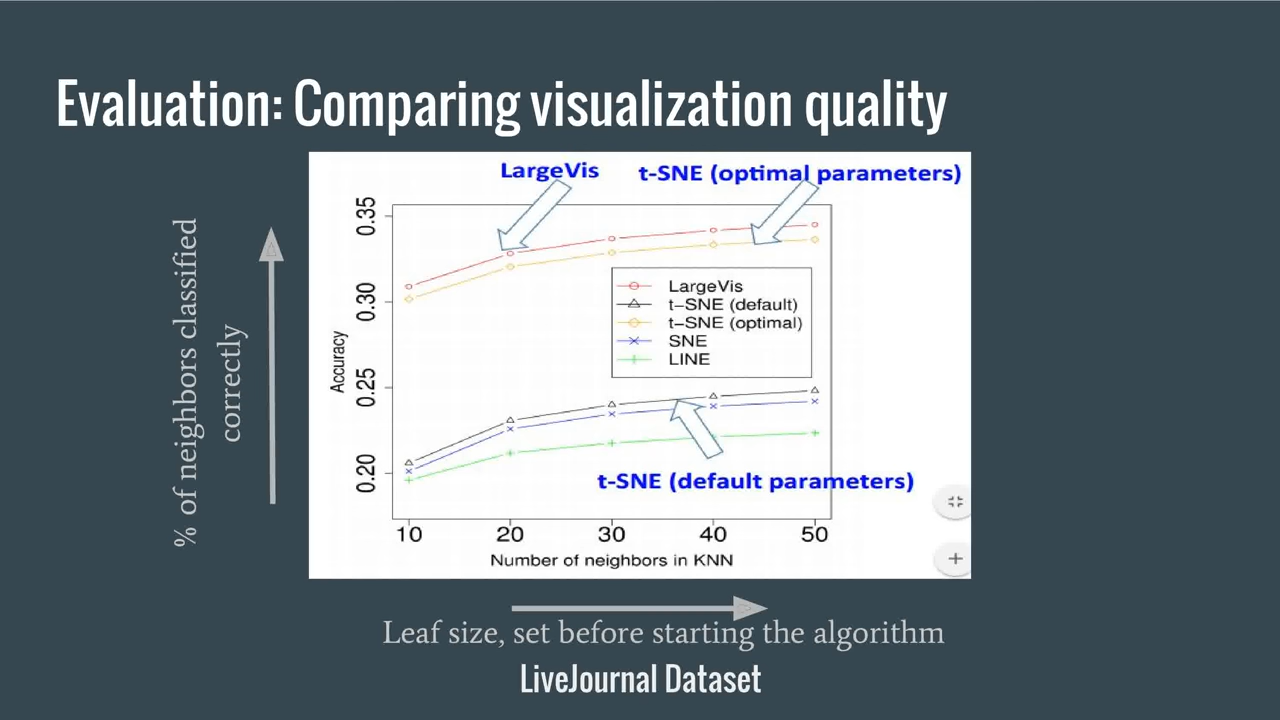 Evaluation: Comparing visualization quality
LargeVis
t-SNE (optimal parameters)
% of neighbors classified
correctly
Accuracy
0.35
0.30
0.25
0.20
LargeVis
t−SNE (default)
t−SNE (optimal)
SNE
LINE
t-SNE (default parameters)
10 20 30 40 50
Number of neighbors in KNN
Leaf size, set before starting the algorithm
LiveJournal Dataset